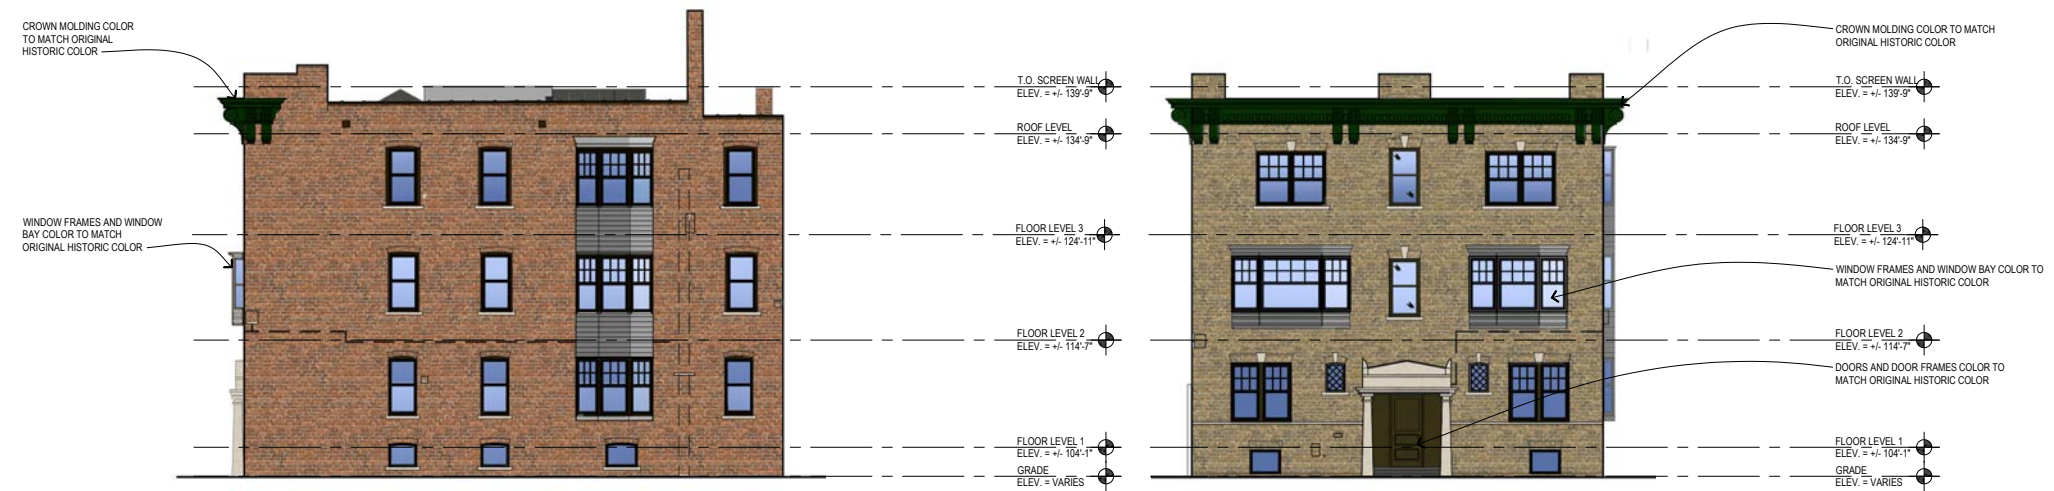 CROWN MOLDING COLOR
TO MATCH ORIGINAL
HISTORIC COLOR
WINDOW FRAMES AND WINDOW
BAY COLOR TO MATCH
ORIGINAL HISTORIC COLOR
T.O. SCREEN WALL
ELEV. = +/- 139'-9"
ROOF LEVEL
ELEV. = +/- 134'-9"
FLOOR LEVEL 3
ELEV. = +/- 124'-11"
FLOOR LEVEL 2
ELEV. = +/- 114'-7"
FLOOR LEVEL 1
ELEV. = +/- 104'-1"
GRADE
ELEV. = VARIES
CROWN MOLDING COLOR TO MATCH
ORIGINAL HISTORIC COLOR
T.O. SCREEN WALL
ELEV. = +/- 139'-9"
ROOF LEVEL
ELEV. = +/- 134'-9"
FLOOR LEVEL 3
ELEV. = +/- 124'-11"
WINDOW FRAMES AND WINDOW BAY COLOR TO
MATCH ORIGINAL HISTORIC COLOR
FLOOR LEVEL 2
ELEV. = +/- 114'-7"
DOORS AND DOOR FRAMES COLOR TO
MATCH ORIGINAL HISTORIC COLOR
FLOOR LEVEL 1
ELEV. = +/- 104'-1"
GRADE
ELEV. = VARIES